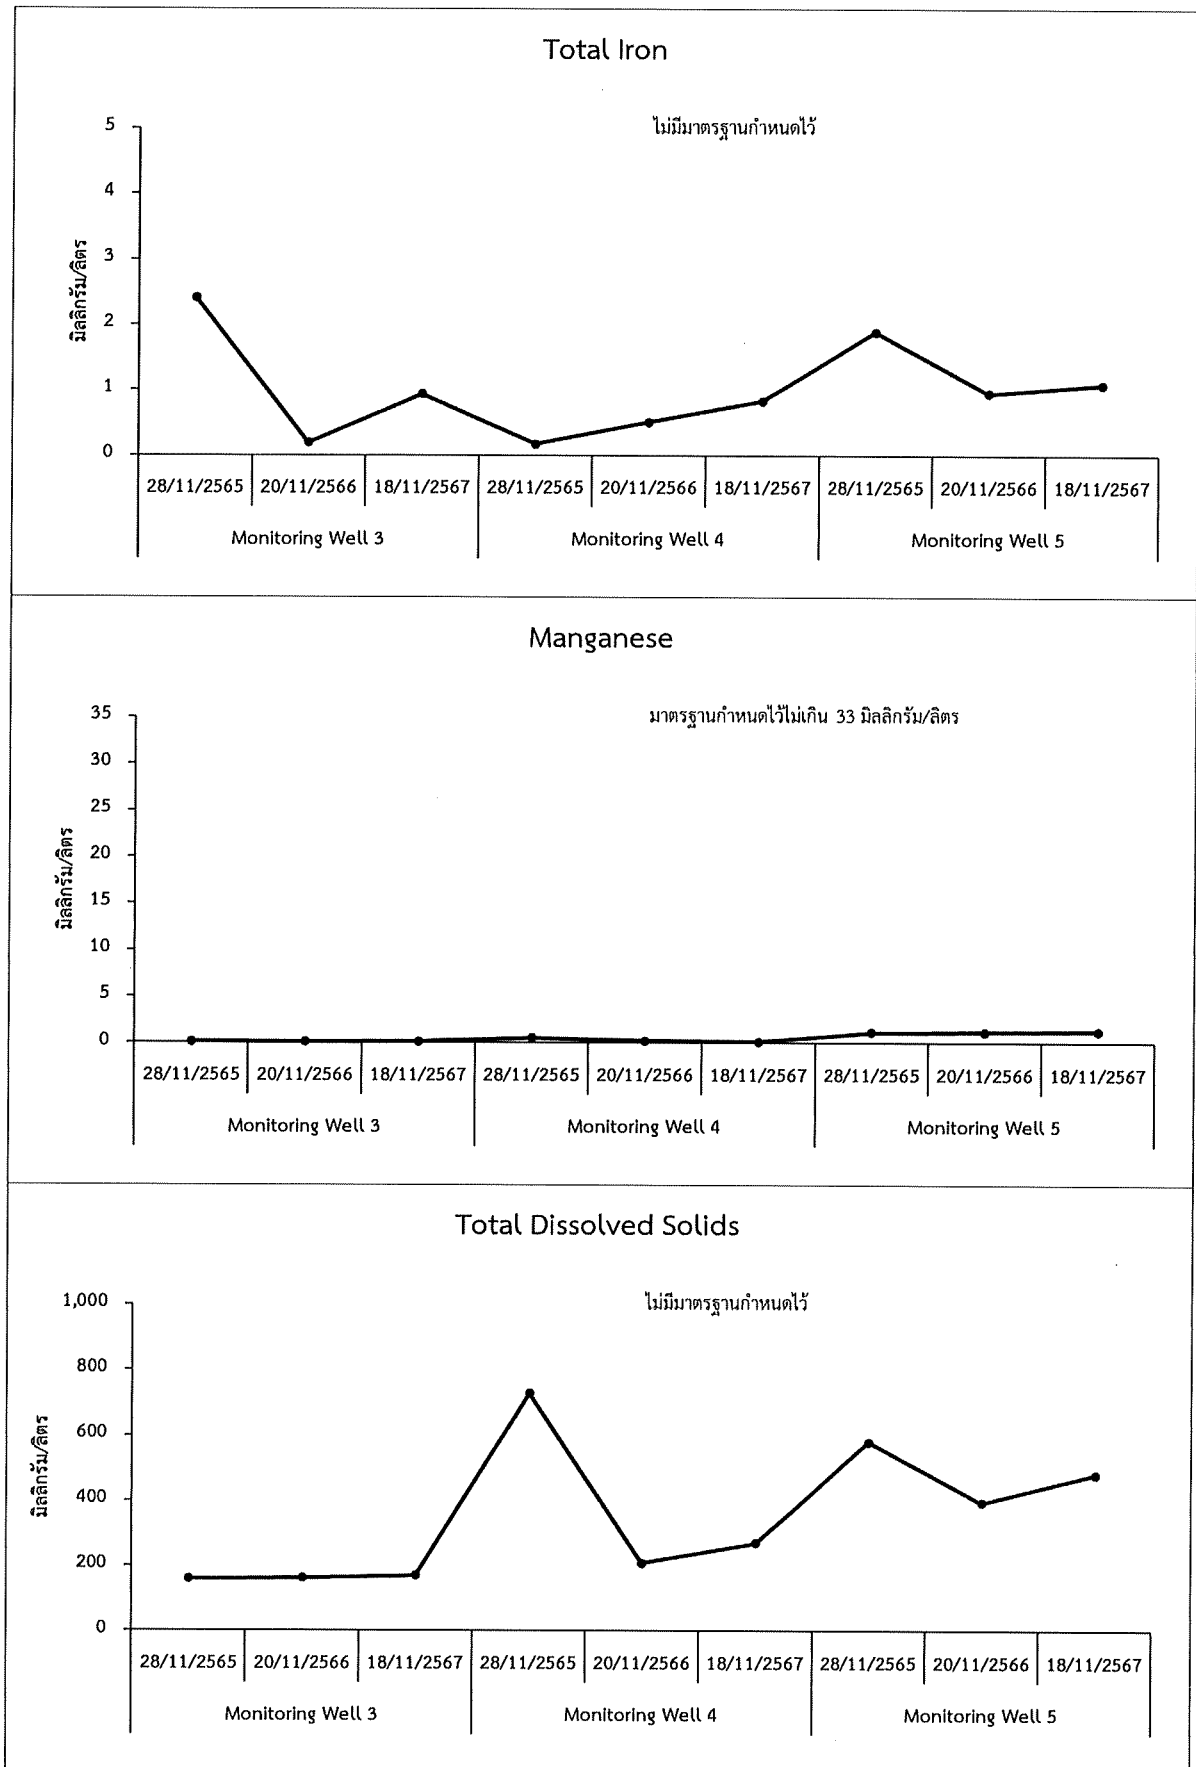 Total Iron
ไม่มีมาตรฐานกำหนดไว้
มิลลิกรัม/ลิตร
5
4
3
2
1
0
28/11/2565 20/11/2566 18/11/2567 28/11/2565 20/11/2566 18/11/2567 28/11/2565 20/11/2566 18/11/2567
Monitoring Well 3 Monitoring Well 4 Monitoring Well 5
Manganese
มาตรฐานกำหนดไว้ไม่เกิน 33 มิลลิกรัม/ลิตร
มิลลิกรัม/ลิตร
35
30
25
20
15
10
5
0
28/11/2565 20/11/2566 18/11/2567 28/11/2565 20/11/2566 18/11/2567 28/11/2565 20/11/2566 18/11/2567
Monitoring Well 3 Monitoring Well 4 Monitoring Well 5
Total Dissolved Solids
ไม่มีมาตรฐานกำหนดไว้
มิลลิกรัม/ลิตร
1,000
800
600
400
200
0
28/11/2565 20/11/2566 18/11/2567 28/11/2565 20/11/2566 18/11/2567 28/11/2565 20/11/2566 18/11/2567
Monitoring Well 3 Monitoring Well 4 Monitoring Well 5